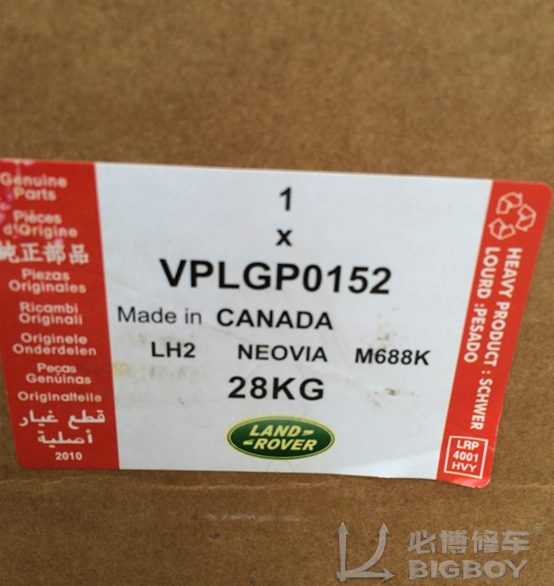 Genuine
Parts
Pièces
d'Origine
純正部品
Piezas
Originales
Ricambi
Originali
Originele
Onderdelen
Peças
Genuinas
Originalteile
قطع غيار
أصلية
2010
1
x
VPLGP0152
Made in CANADA
LH2 NEOVIA M688K
28KG
LAND-
-ROVER
HEAVY PRODUCT : SCHWER
LOURD :PESADO
LRP
4001
HVY
必博修车
BIGBOY